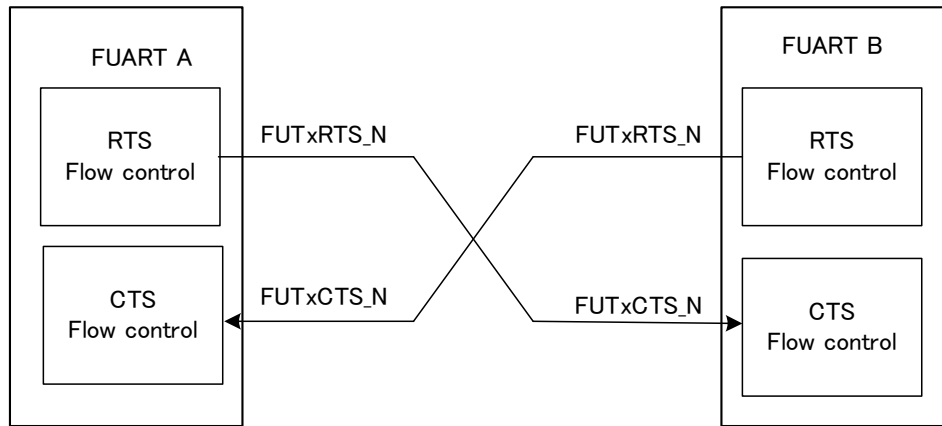 FUART A
RTS
Flow control
CTS
Flow control
FUTxRTS_N
FUTxCTS_N
FUTxRTS_N
FUTxCTS_N
FUART B
RTS
Flow control
CTS
Flow control